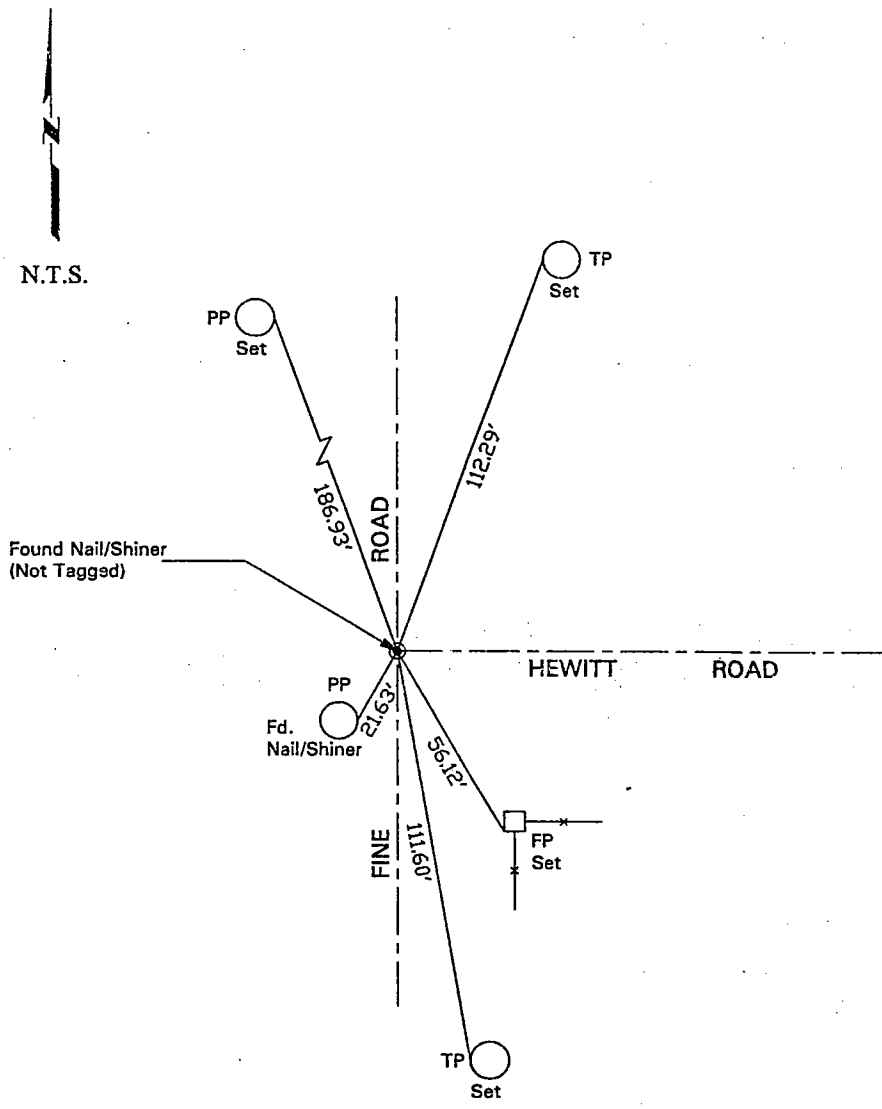 N
N.T.S.
TP
Set
PP
Set
112.29'
186.93'
ROAD
Found Nail/Shiner
(Not Tagged)
HEWITT ROAD
PP
Fd.
Nail/Shiner
21.63'
56.12'
FP
Set
FINE
111.60'
TP
Set